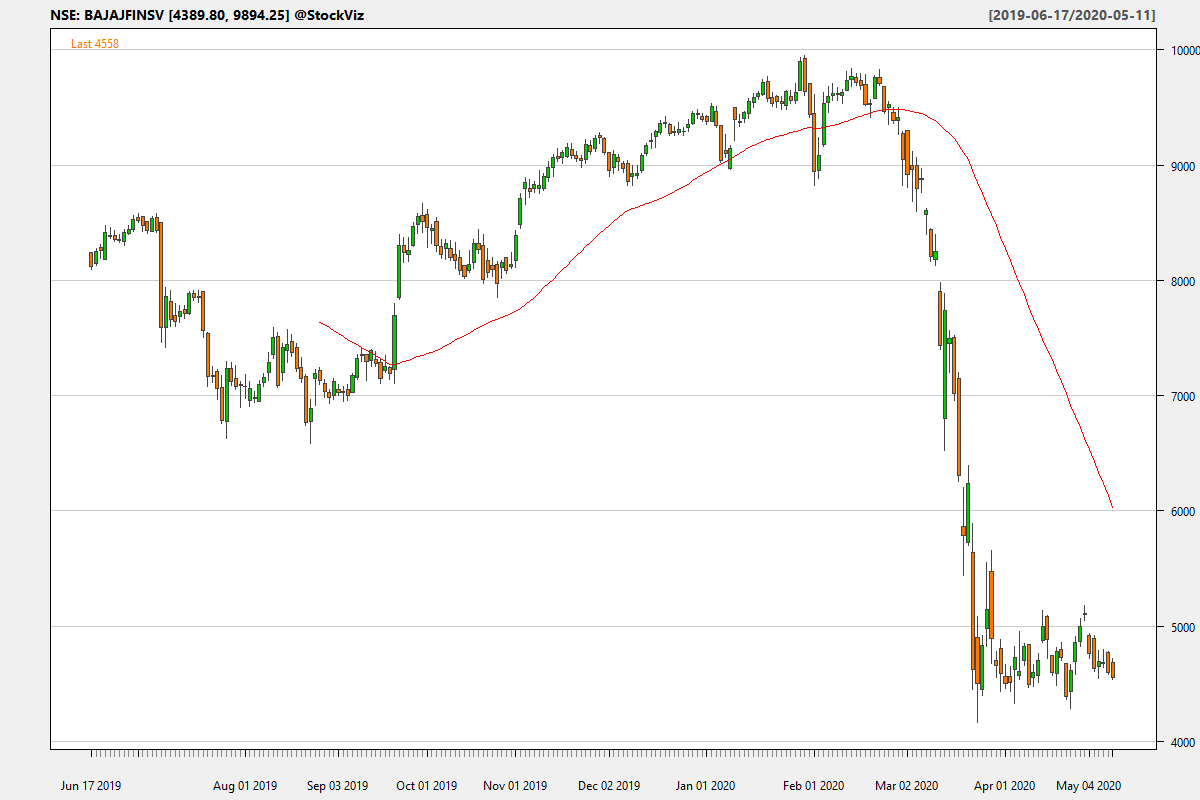 NSE: BAJAJFINSV [4389.80, 9894.25] @StockViz [2019-06-17/2020-05-11]
Last 4558
10000
9000
8000
7000
6000
5000
4000
Jun 17 2019 Aug 01 2019 Sep 03 2019 Oct 01 2019 Nov 01 2019 Dec 02 2019 Jan 01 2020 Feb 01 2020 Mar 02 2020 Apr 01 2020 May 04 2020